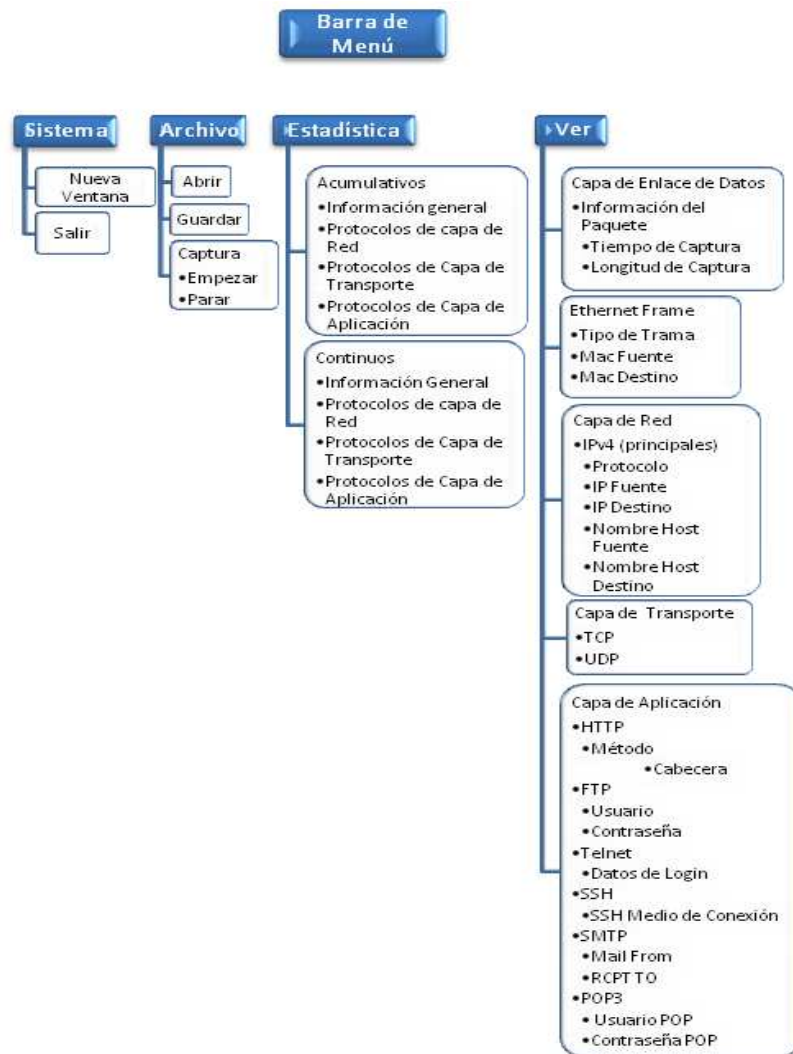 Barra de
Menú
Sistema
Nueva
Ventana
Salir
Archivo
Abrir
Guardar
Captura
•Empezar
•Parar
Estadística
Acumulativos
•Información general
•Protocolos de capa de
Red
•Protocolos de Capa de
Transporte
•Protocolos de Capa de
Aplicación
Continuos
•Información General
•Protocolos de capa de
Red
•Protocolos de Capa de
Transporte
•Protocolos de Capa de
Aplicación
Ver
Capa de Enlace de Datos
•Información del
Paquete
•Tiempo de Captura
•Longitud de Captura
Ethernet Frame
•Tipo de Trama
•Mac Fuente
•Mac Destino
Capa de Red
•IPv4 (principales)
•Protocolo
•IP Fuente
•IP Destino
•Nombre Host
Fuente
•Nombre Host
Destino
Capa de Transporte
•TCP
•UDP
Capa de Aplicación
•HTTP
•Método
•Cabecera
•FTP
•Usuario
•Contraseña
•Telnet
•Datos de Login
•SSH
•SSH Medio de Conexión
•SMTP
•Mail From
•RCPT TO
•POP3
•Usuario POP
•Contraseña POP